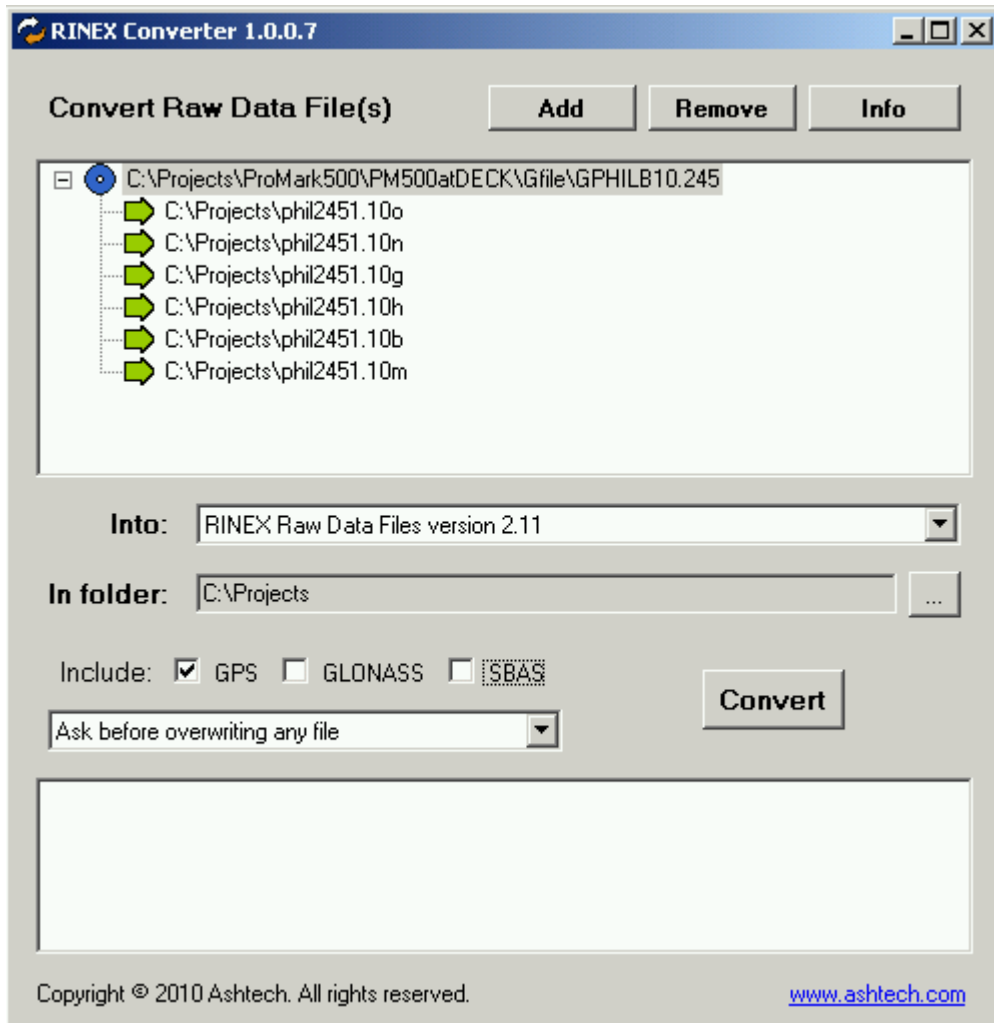 RINEX Converter 1.0.0.7
Convert Raw Data File(s) Add Remove Info
C:\Projects\ProMark500\PM500atDECK\Gfile\GPHILB10.245
C:\Projects\phil2451.10o
C:\Projects\phil2451.10n
C:\Projects\phil2451.10g
C:\Projects\phil2451.10h
C:\Projects\phil2451.10b
C:\Projects\phil2451.10m
Into: RINEX Raw Data Files version 2.11
In folder: C:\Projects ...
Include: GPS GLONASS SBAS
Convert
Ask before overwriting any file
Copyright © 2010 Ashtech. All rights reserved. www.ashtech.com